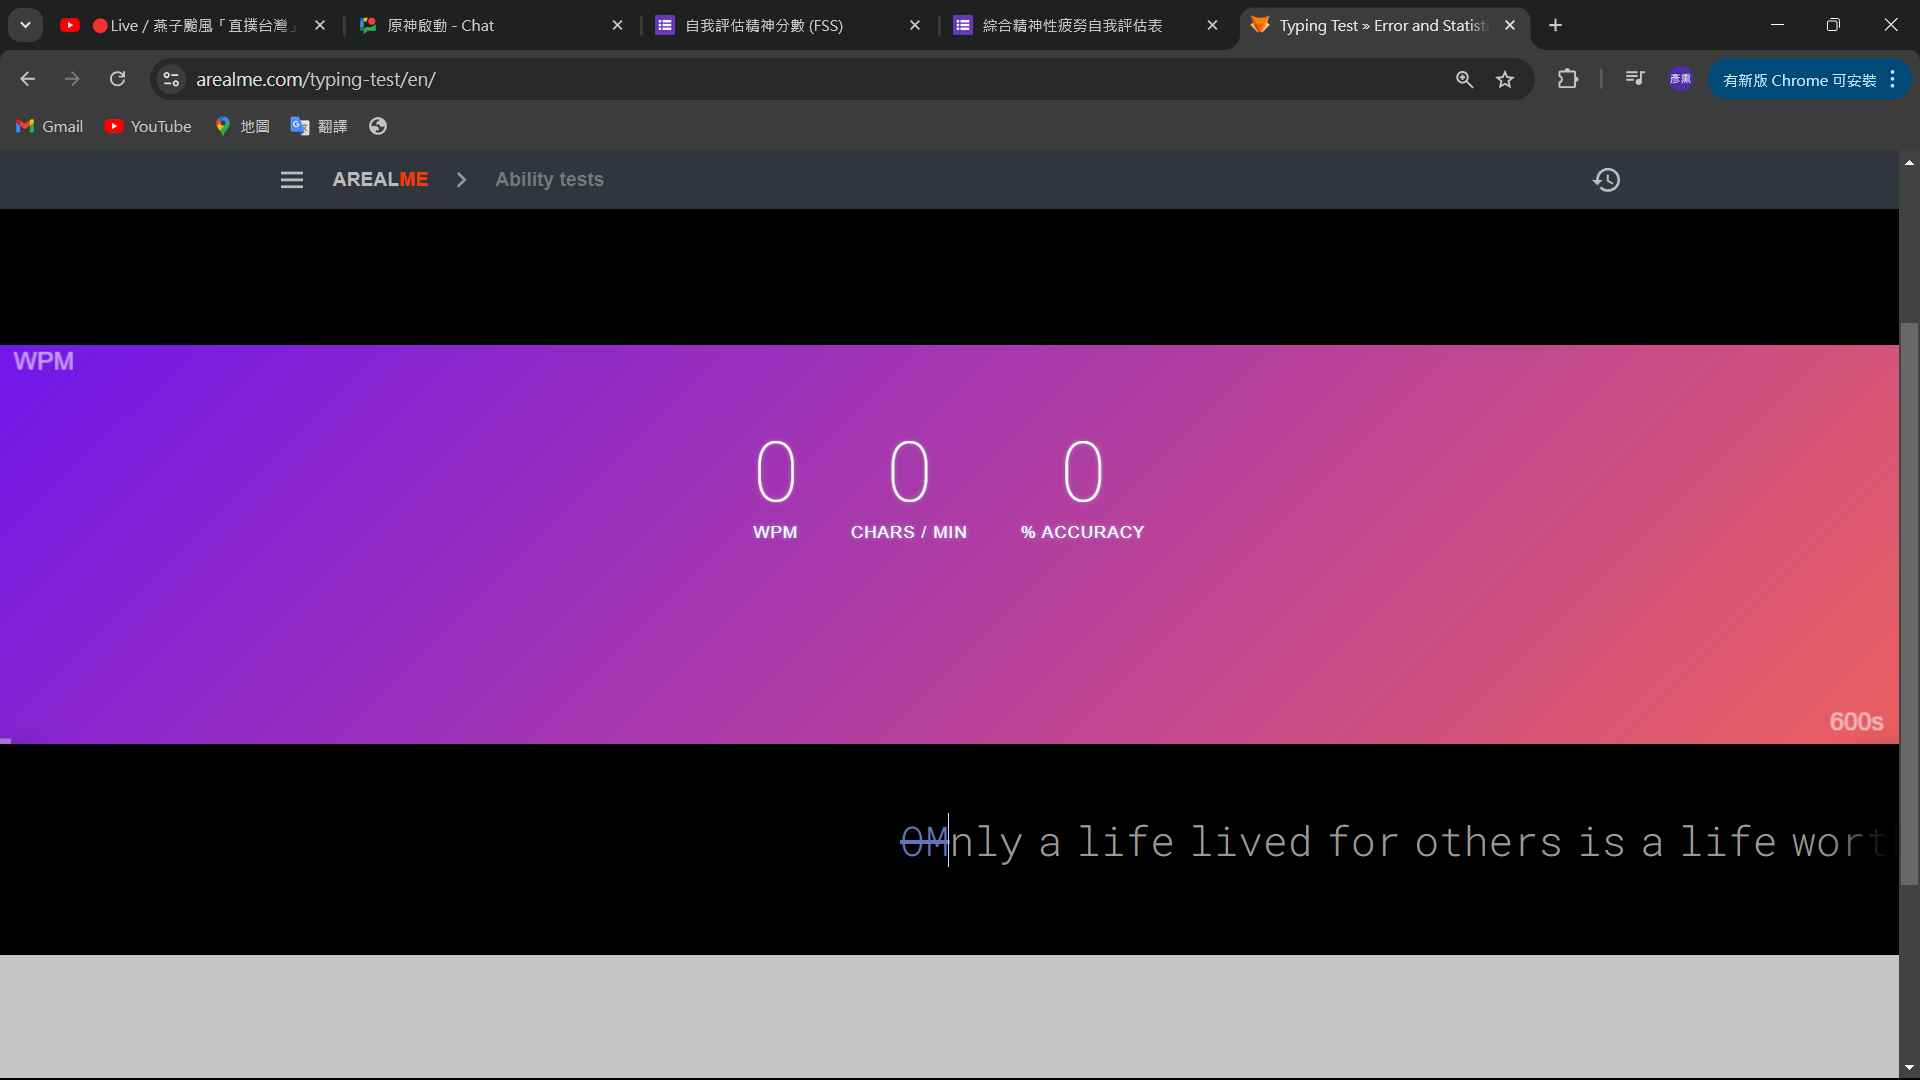 Live / 燕子颱風「直撲台灣」
原神啟動 - Chat
自我評估精神分數 (FSS)
綜合精神性疲勞自我評估表
Typing Test » Error and Statisti
arealme.com/typing-test/en/
彥熏
有新版 Chrome 可安裝
Gmail
YouTube
地圖
翻譯
AREALME
Ability tests
WPM
0 0 0
WPM CHARS / MIN % ACCURACY
600s
OMnly a life lived for others is a life worth